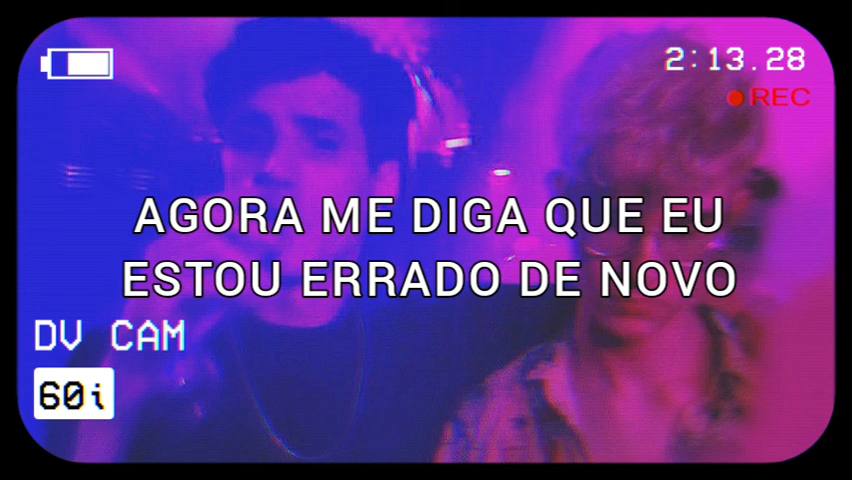 2:13.28
REC
AGORA ME DIGA QUE EU
ESTOU ERRADO DE NOVO
DV CAM
60i